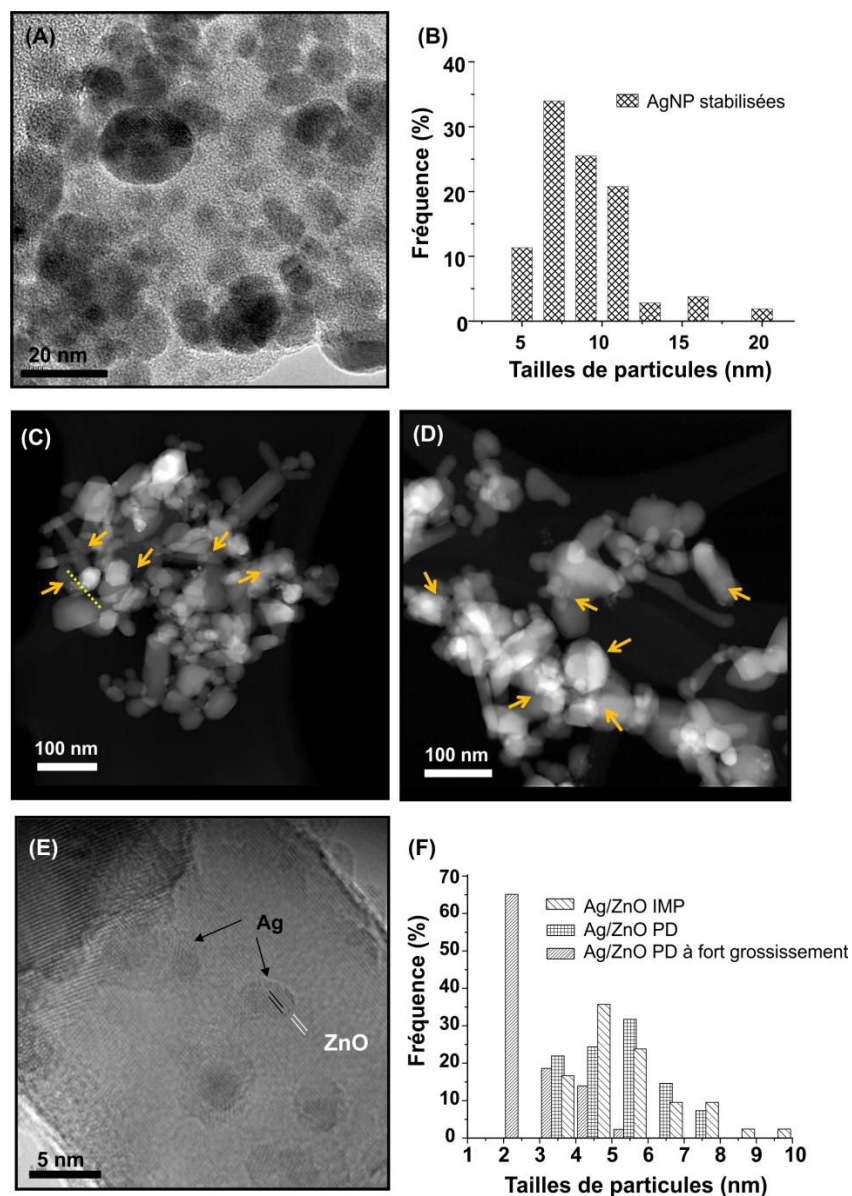 (A)
20 nm
(B)
Fréquence (%)
40
30
20
10
0
AgNP stabilisées
5 10 15 20
Tailles de particules (nm)
(C)
100 nm
(D)
100 nm
(E)
Ag
ZnO
5 nm
(F)
Fréquence (%)
70
60
50
40
30
20
10
0
Ag/ZnO IMP
Ag/ZnO PD
Ag/ZnO PD à fort grossissement
1 2 3 4 5 6 7 8 9 10
Tailles de particules (nm)